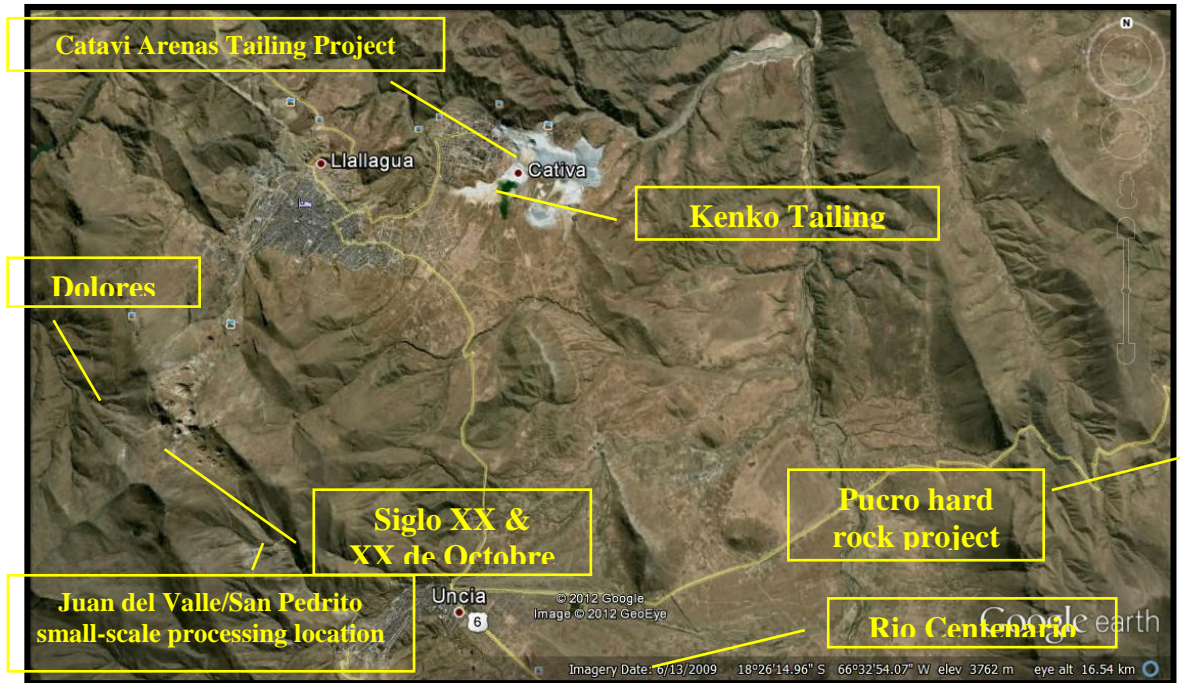 N
Catavi Arenas Tailing Project
Llallagua
Cativa
Kenko Tailing
Dolores
Siglo XX &
XX de Octobre
Pucro hard
rock project
Juan del Valle/San Pedrito
small-scale processing location
Uncia
6
© 2012 Google
Image © 2012 GeoEye
Rio Centenario
Google earth
Imagery Date: 6/13/2009 18°26'14.96" S 66°32'54.07" W elev 3762 m eye alt 16.54 km